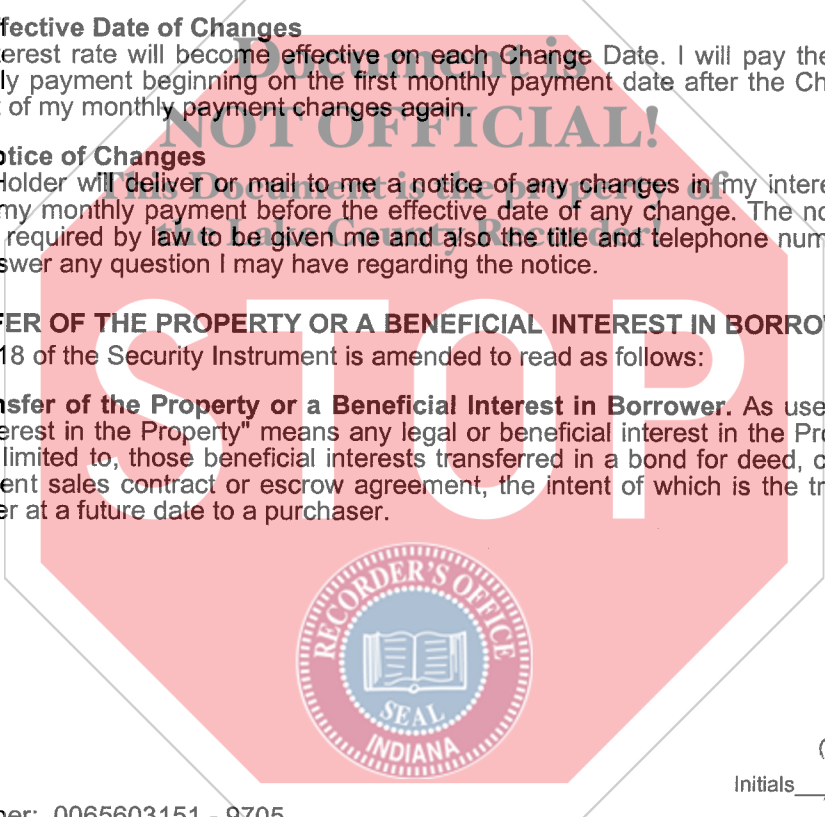 fective Date of Changes
erest rate will become effective on each Change Date. I will pay the
ly payment beginning on the first monthly payment date after the Ch
of my monthly payment changes again.
Document is
NOT OFFICIAL!
This Document is the property of
the Lake County Recorder!
otice of Changes
Holder will deliver or mail to me a notice of any changes in my intere
my monthly payment before the effective date of any change. The no
required by law to be given me and also the title and telephone num
swer any question I may have regarding the notice.
STOP
FER OF THE PROPERTY OR A BENEFICIAL INTEREST IN BORRO
18 of the Security Instrument is amended to read as follows:
nsfer of the Property or a Beneficial Interest in Borrower. As use
erest in the Property" means any legal or beneficial interest in the Pro
limited to, those beneficial interests transferred in a bond for deed, c
ent sales contract or escrow agreement, the intent of which is the tr
er at a future date to a purchaser.
RECORDER'S OFFICE
SEAL
INDIANA
Initials
er: 0065603151 - 9705